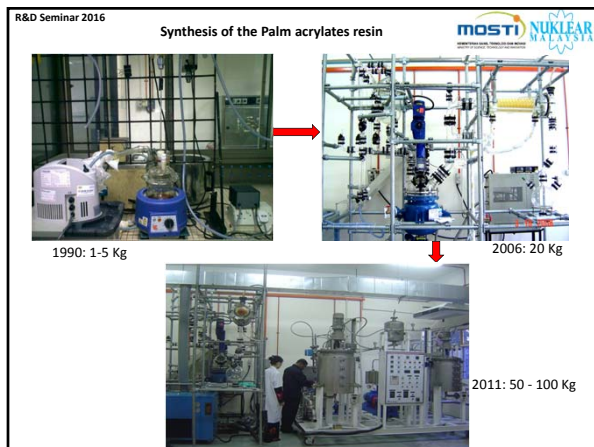 R&D Seminar 2016
Synthesis of the Palm acrylates resin
MOSTI
NUKLEAR
MALAYSIA
1990: 1-5 Kg
2006: 20 Kg
2011: 50 - 100 Kg